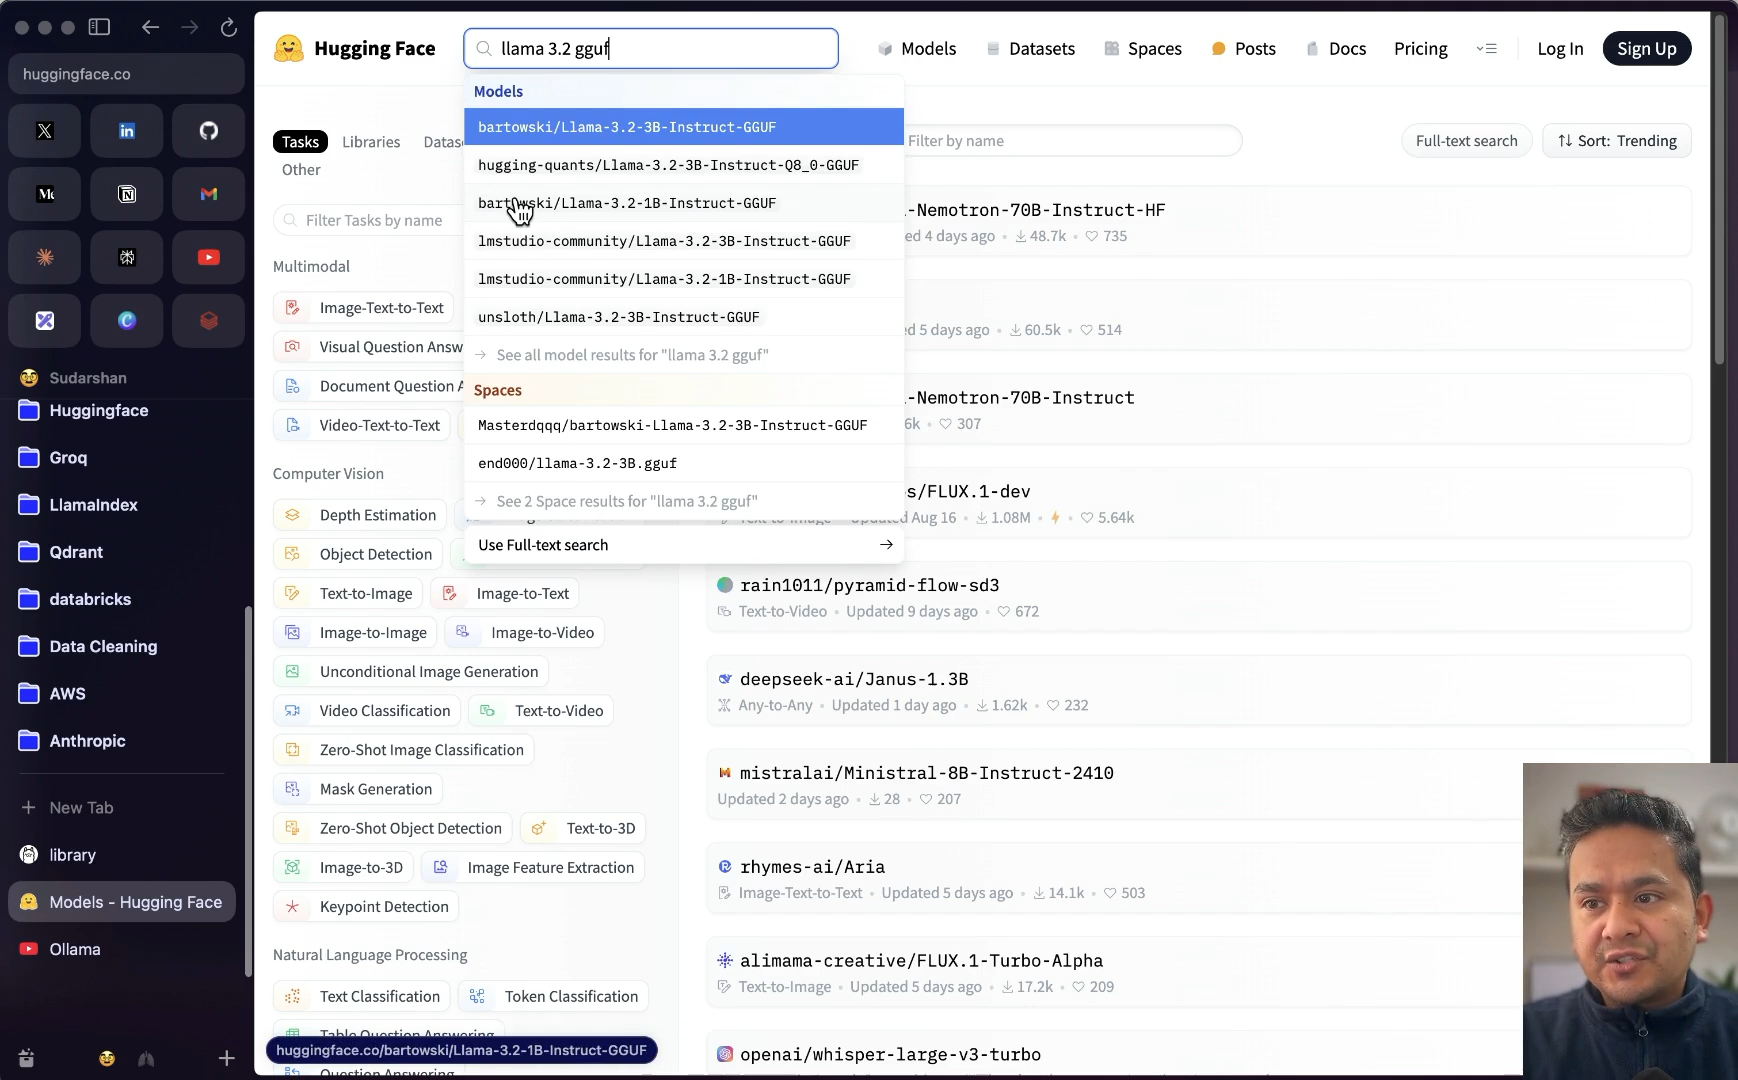 huggingface.co
Sudarshan
Huggingface
Groq
LlamaIndex
Qdrant
databricks
Data Cleaning
AWS
Anthropic
New Tab
library
Models - Hugging Face
Ollama
Hugging Face
llama 3.2 gguf
Models
Datasets
Spaces
Posts
Docs
Pricing
Log In
Sign Up
Models
bartowski/Llama-3.2-3B-Instruct-GGUF
hugging-quants/Llama-3.2-3B-Instruct-Q8_0-GGUF
bartowski/Llama-3.2-1B-Instruct-GGUF
lmstudio-community/Llama-3.2-3B-Instruct-GGUF
lmstudio-community/Llama-3.2-1B-Instruct-GGUF
unsloth/Llama-3.2-3B-Instruct-GGUF
See all model results for "llama 3.2 gguf"
Spaces
Masterdqqq/bartowski-Llama-3.2-3B-Instruct-GGUF
end000/llama-3.2-3B.gguf
See 2 Space results for "llama 3.2 gguf"
Use Full-text search
Tasks
Libraries
Datas
Other
Filter Tasks by name
Multimodal
Image-Text-to-Text
Visual Question Answ
Document Question A
Video-Text-to-Text
Computer Vision
Depth Estimation
Object Detection
Text-to-Image
Image-to-Text
Image-to-Image
Image-to-Video
Unconditional Image Generation
Video Classification
Text-to-Video
Zero-Shot Image Classification
Mask Generation
Zero-Shot Object Detection
Text-to-3D
Image-to-3D
Image Feature Extraction
Keypoint Detection
Natural Language Processing
Text Classification
Token Classification
Table Question Answering
huggingface.co/bartowski/Llama-3.2-1B-Instruct-GGUF
Question Answering
Filter by name
Full-text search
Sort: Trending
-Nemotron-70B-Instruct-HF
ed 4 days ago • 48.7k • 735
ed 5 days ago • 60.5k • 514
-Nemotron-70B-Instruct
6k • 307
s/FLUX.1-dev
Text-to-Image • Updated Aug 16 • 1.08M • 5.64k
rain1011/pyramid-flow-sd3
Text-to-Video • Updated 9 days ago • 672
deepseek-ai/Janus-1.3B
Any-to-Any • Updated 1 day ago • 1.62k • 232
mistralai/Ministral-8B-Instruct-2410
Updated 2 days ago • 28 • 207
rhymes-ai/Aria
Image-Text-to-Text • Updated 5 days ago • 14.1k • 503
alimama-creative/FLUX.1-Turbo-Alpha
Text-to-Image • Updated 5 days ago • 17.2k • 209
openai/whisper-large-v3-turbo